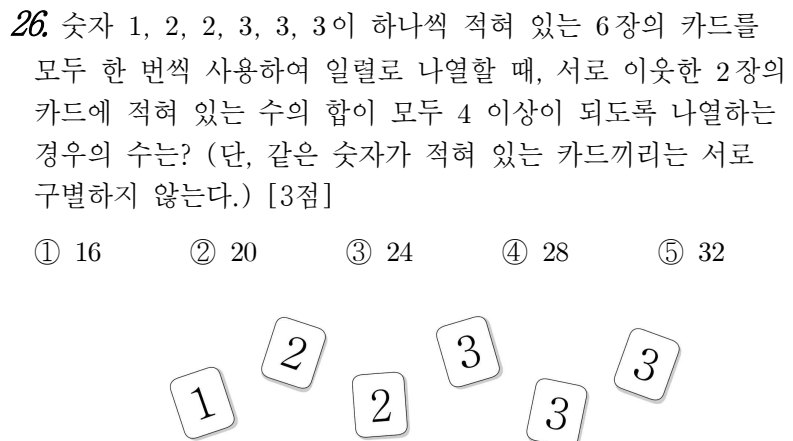 26. 숫자 1, 2, 2, 3, 3, 3이 하나씩 적혀 있는 6장의 카드를
모두 한 번씩 사용하여 일렬로 나열할 때, 서로 이웃한 2장의
카드에 적혀 있는 수의 합이 모두 4 이상이 되도록 나열하는
경우의 수는? (단, 같은 숫자가 적혀 있는 카드끼리는 서로
구별하지 않는다.) [3점]
① 16 ② 20 ③ 24 ④ 28 ⑤ 32
1 2 2 3 3 3